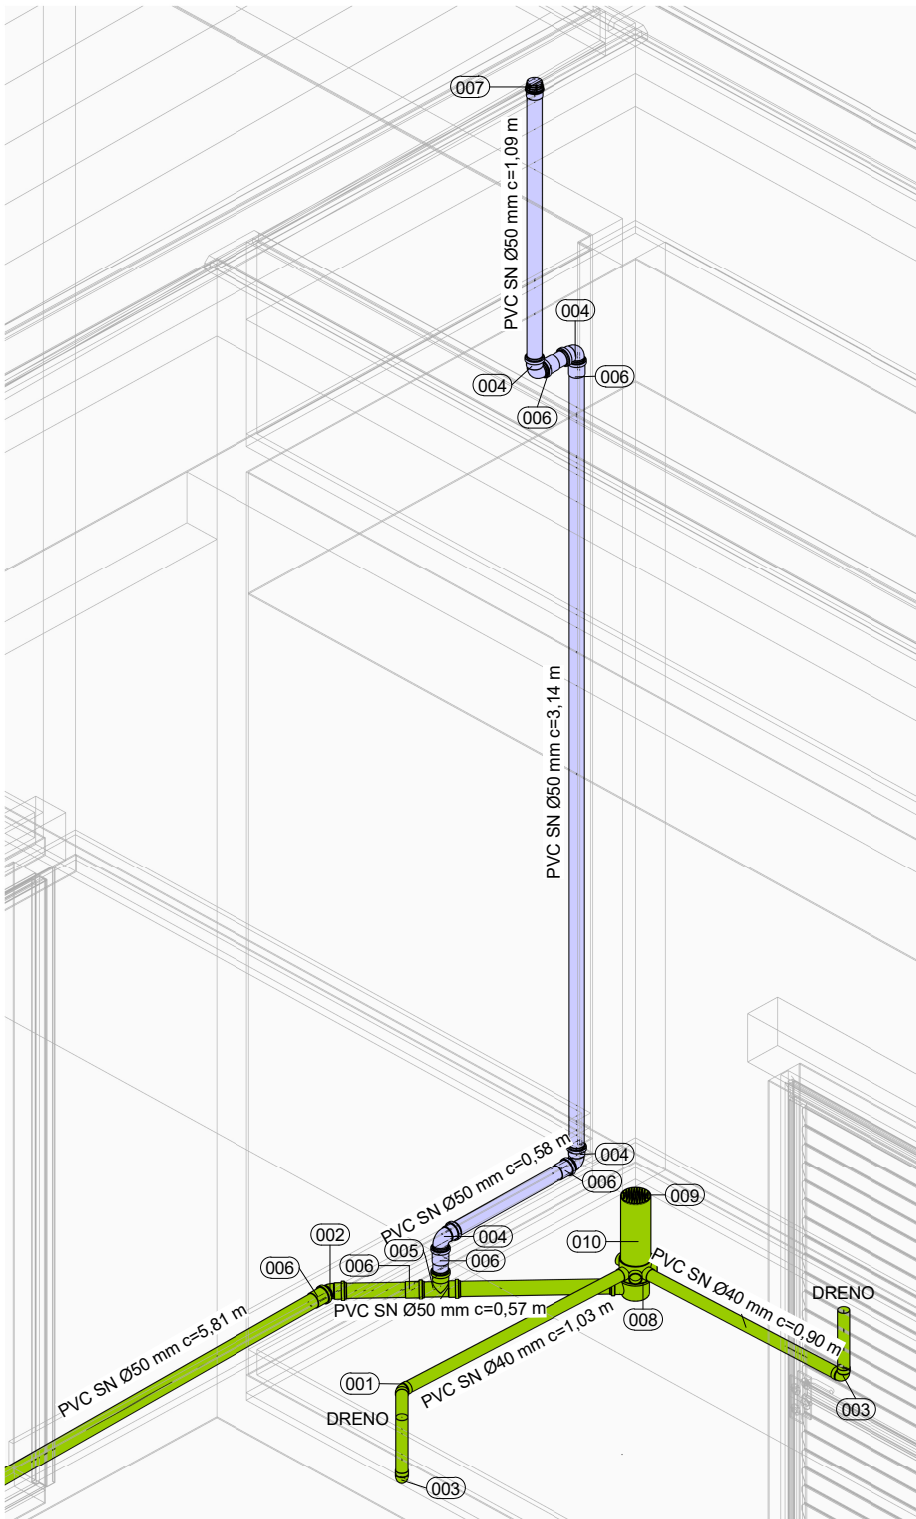 007
PVC SN Ø50 mm c=1,09 m
004
004
006
006
PVC SN Ø50 mm c=3,14 m
PVC SN Ø50 mm c=0,58 m
004
006
009
004
010
002
005
006
006
006
PVC SN Ø40 mm c=0,90 m
DRENO
PVC SN Ø50 mm c=0,57 m
008
PVC SN Ø50 mm c=5,81 m
PVC SN Ø40 mm c=1,03 m
001
003
DRENO
003